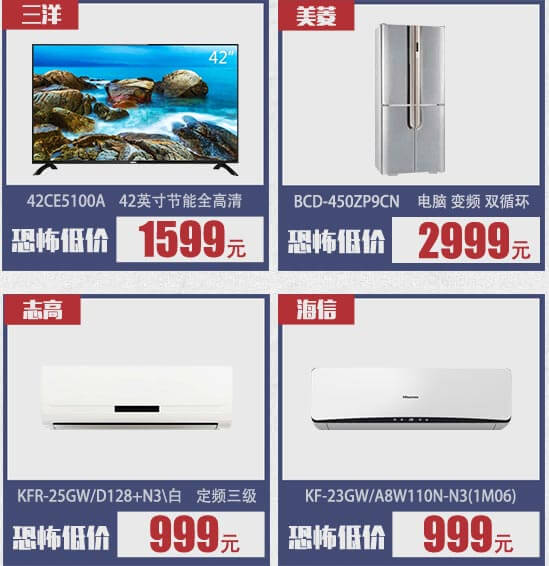 三洋
42"
42CE5100A 42英寸节能全高清
恐怖低价 1599元
美菱
BCD-450ZP9CN 电脑 变频 双循环
恐怖低价 2999元
志高
KFR-25GW/D128+N3\白 定频三级
恐怖低价 999元
海信
Hisense
KF-23GW/A8W110N-N3(1M06)
恐怖低价 999元